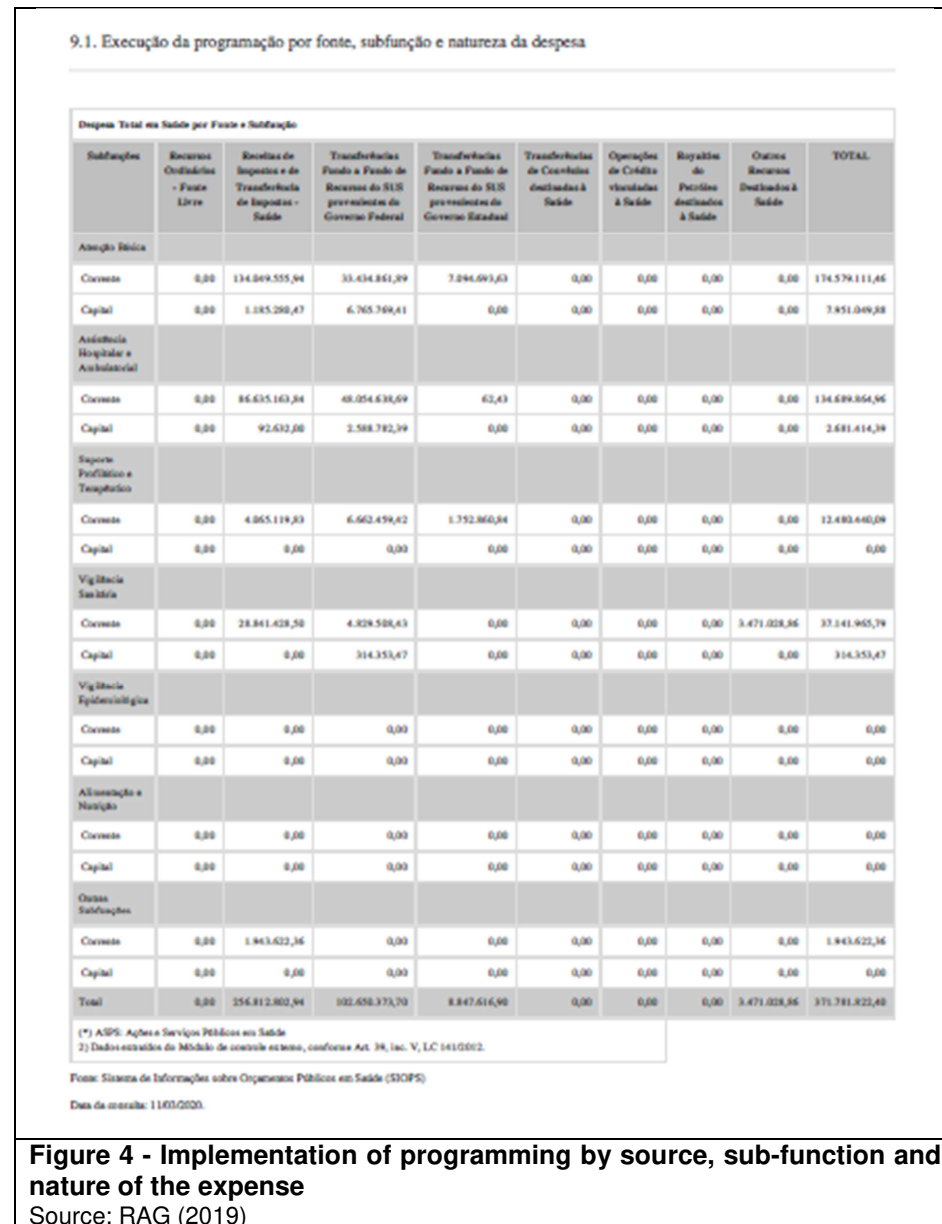 9.1. Execução da programação por fonte, subfunção e natureza da despesa
Despesa Total em Saúde por Fonte e Subfunção
Subfunções Recursos Ordinários - Fonte Livre Receitas de Impostos e de Transferência de Impostos - Saúde Transferências Fundo a Fundo de Recursos do SUS provenientes do Governo Federal Transferências Fundo a Fundo de Recursos do SUS provenientes do Governo Estadual Transferências de Convênios destinadas à Saúde Operações de Crédito vinculadas à Saúde Royalties do Petróleo destinados à Saúde Outros Recursos Destinados à Saúde TOTAL
Atenção Básica
Corrente 0,00 134.049.555,94 33.434.861,89 7.094.693,63 0,00 0,00 0,00 0,00 174.579.111,46
Capital 0,00 1.185.280,47 6.765.769,41 0,00 0,00 0,00 0,00 0,00 7.951.049,88
Assistência
Hospitalar e
Ambulatorial
Corrente 0,00 86.635.163,84 48.054.638,69 62,43 0,00 0,00 0,00 0,00 134.689.864,96
Capital 0,00 92.632,00 2.588.782,39 0,00 0,00 0,00 0,00 0,00 2.681.414,39
Suporte
Profilático e
Terapêutico
Corrente 0,00 4.065.119,83 6.662.459,42 1.752.860,84 0,00 0,00 0,00 0,00 12.480.440,09
Capital 0,00 0,00 0,00 0,00 0,00 0,00 0,00 0,00 0,00
Vigilância
Sanitária
Corrente 0,00 28.841.428,50 4.829.508,43 0,00 0,00 0,00 0,00 3.471.028,86 37.141.965,79
Capital 0,00 0,00 314.353,47 0,00 0,00 0,00 0,00 0,00 314.353,47
Vigilância
Epidemiológica
Corrente 0,00 0,00 0,00 0,00 0,00 0,00 0,00 0,00 0,00
Capital 0,00 0,00 0,00 0,00 0,00 0,00 0,00 0,00 0,00
Alimentação e
Nutrição
Corrente 0,00 0,00 0,00 0,00 0,00 0,00 0,00 0,00 0,00
Capital 0,00 0,00 0,00 0,00 0,00 0,00 0,00 0,00 0,00
Outras
Subfunções
Corrente 0,00 1.943.622,36 0,00 0,00 0,00 0,00 0,00 0,00 1.943.622,36
Capital 0,00 0,00 0,00 0,00 0,00 0,00 0,00 0,00 0,00
Total 0,00 256.812.802,94 102.650.373,70 8.847.616,90 0,00 0,00 0,00 3.471.028,86 371.781.822,40
(*) ASPS: Ações e Serviços Públicos em Saúde
2) Dados extraídos do Módulo de controle externo, conforme Art. 39, inc. V, LC 141/2012.
Fonte: Sistema de Informações sobre Orçamentos Públicos em Saúde (SIOPS)
Data da consulta: 11/03/2020.
Figure 4 - Implementation of programming by source, sub-function and
nature of the expense
Source: RAG (2019)